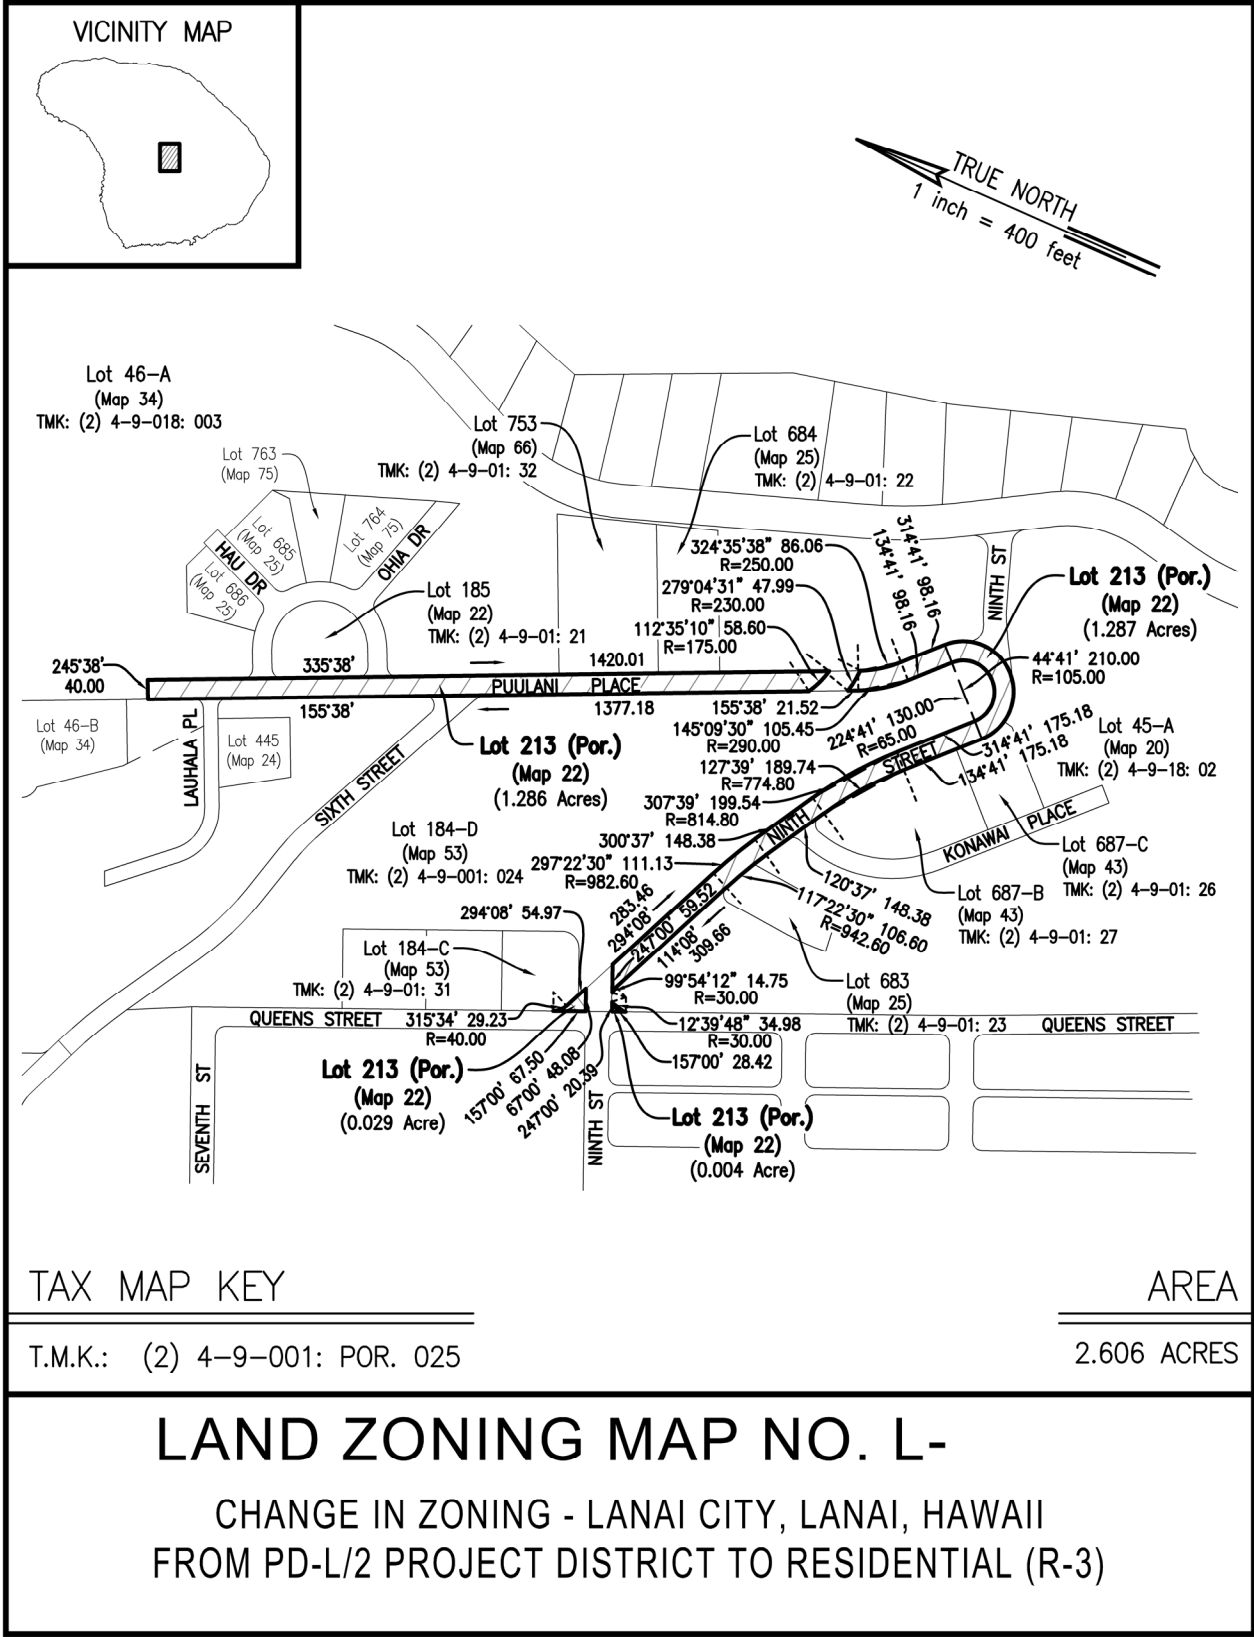 VICINITY MAP
TRUE NORTH
1 inch = 400 feet
Lot 46-A
(Map 34)
TMK: (2) 4-9-018: 003
Lot 763
(Map 75)
Lot 753
(Map 66)
TMK: (2) 4-9-01: 32
Lot 684
(Map 25)
TMK: (2) 4-9-01: 22
Lot 685
(Map 25)
Lot 764
(Map 75)
HAU DR
OHIA DR
Lot 686
(Map 25)
Lot 185
(Map 22)
TMK: (2) 4-9-01: 21
324°35'38" 86.06
R=250.00
279°04'31" 47.99
R=230.00
112°35'10" 58.60
R=175.00
134°41' 98.16
314°41' 98.16
NINTH ST
Lot 213 (Por.)
(Map 22)
(1.287 Acres)
44°41' 210.00
R=105.00
245°38'
40.00
335°38'
1420.01
PUULANI PLACE
155°38'
1377.18
155°38' 21.52
145°09'30" 105.45
R=290.00
224°41' 130.00
R=65.00
127°39' 189.74
R=774.80
307°39' 199.54
R=814.80
300°37' 148.38
297°22'30" 111.13
R=982.60
STREET
314°41' 175.18
134°41' 175.18
Lot 45-A
(Map 20)
TMK: (2) 4-9-18: 02
Lot 46-B
(Map 34)
LAUHALA PL
Lot 445
(Map 24)
SIXTH STREET
Lot 213 (Por.)
(Map 22)
(1.286 Acres)
Lot 184-D
(Map 53)
TMK: (2) 4-9-001: 024
NINTH
KONAWAI PLACE
Lot 687-C
(Map 43)
TMK: (2) 4-9-01: 26
Lot 687-B
(Map 43)
TMK: (2) 4-9-01: 27
120°37' 148.38
117°22'30" 106.60
R=942.60
283.46
294°08'
247°00' 59.52
114°08'
309.66
294°08' 54.97
Lot 184-C
(Map 53)
TMK: (2) 4-9-01: 31
Lot 683
(Map 25)
TMK: (2) 4-9-01: 23
99°54'12" 14.75
R=30.00
12°39'48" 34.98
R=30.00
157°00' 28.42
QUEENS STREET
315°34' 29.23
R=40.00
QUEENS STREET
Lot 213 (Por.)
(Map 22)
(0.029 Acre)
157°00' 67.50
67°00' 48.08
247°00' 20.39
SEVENTH ST
NINTH ST
Lot 213 (Por.)
(Map 22)
(0.004 Acre)
TAX MAP KEY
AREA
T.M.K.: (2) 4-9-001: POR. 025
2.606 ACRES
LAND ZONING MAP NO. L-
CHANGE IN ZONING - LANAI CITY, LANAI, HAWAII
FROM PD-L/2 PROJECT DISTRICT TO RESIDENTIAL (R-3)